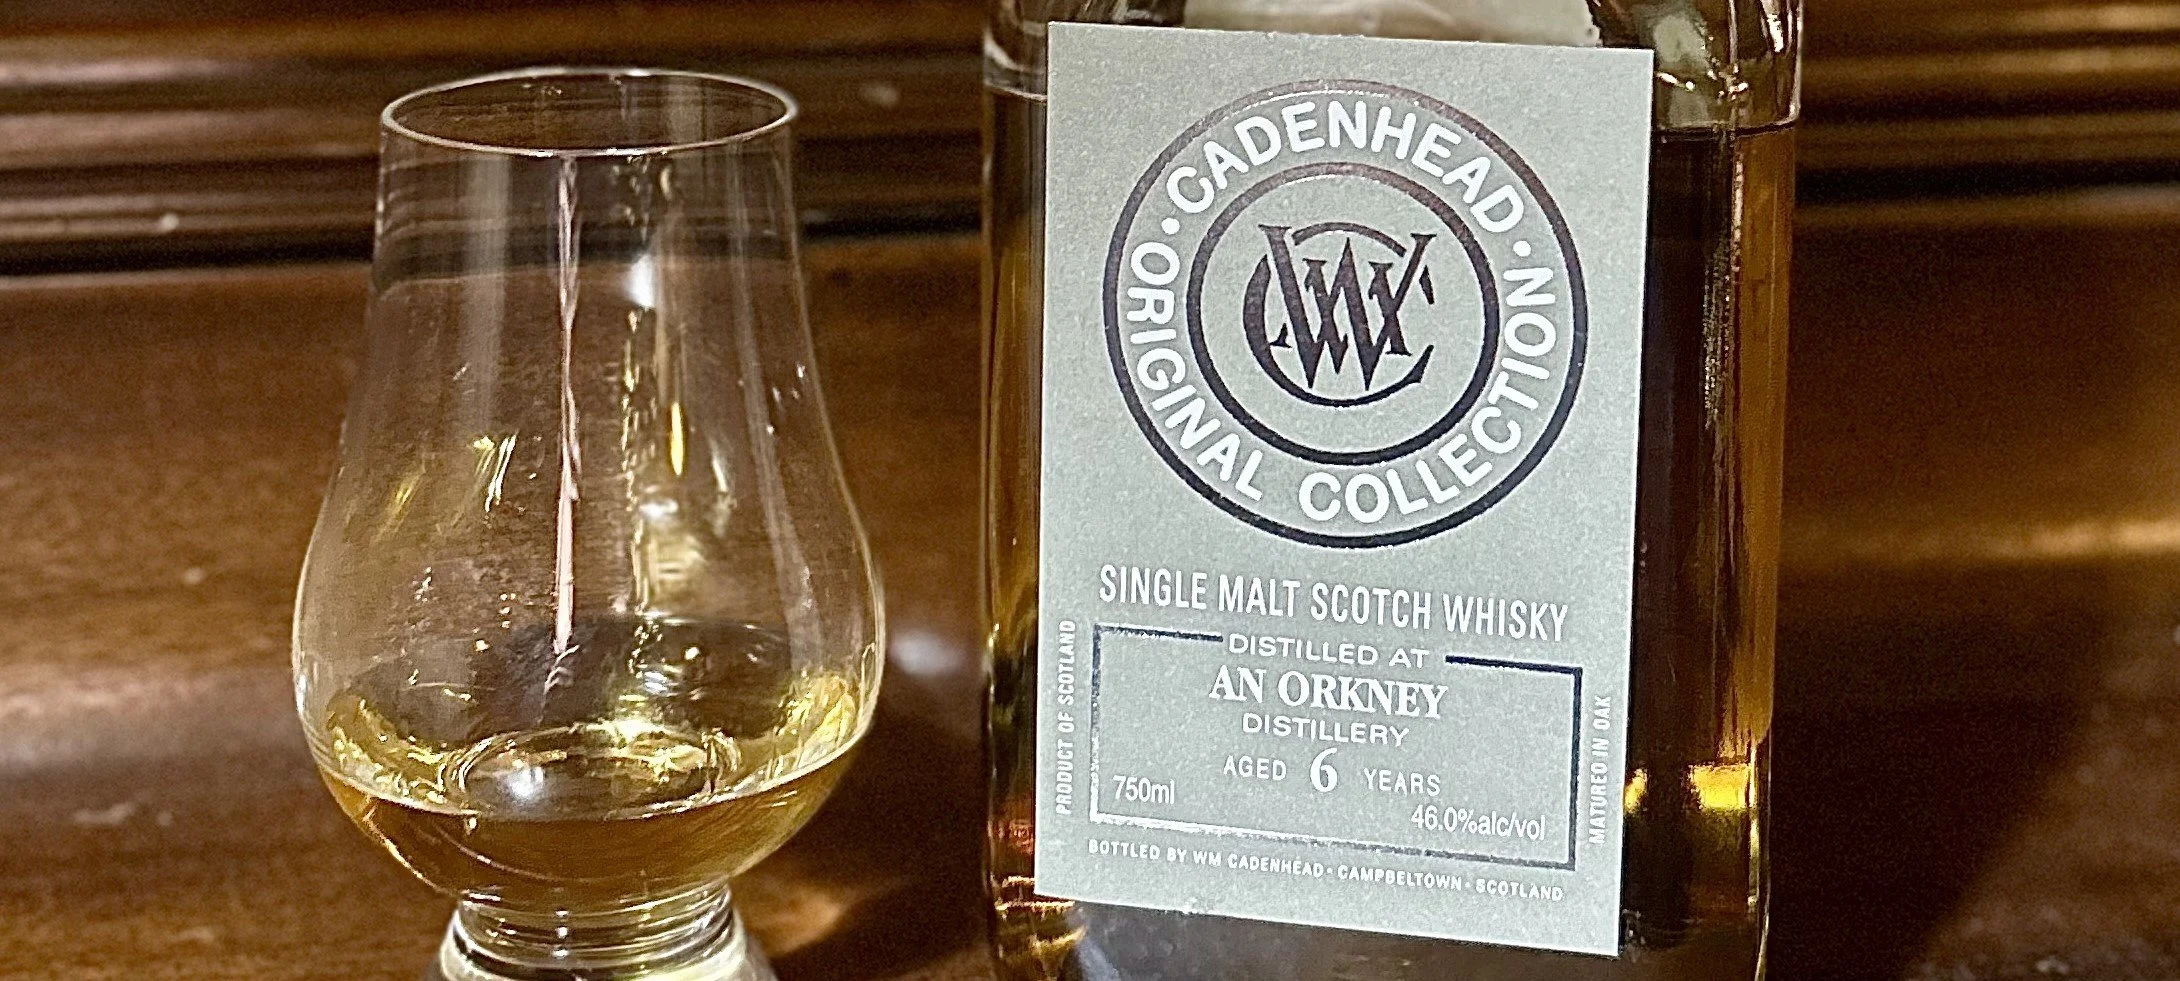 CADENHEAD · ORIGINAL COLLECTION ·
WC
SINGLE MALT SCOTCH WHISKY
DISTILLED AT
AN ORKNEY
DISTILLERY
AGED 6 YEARS
750ml
46.0%alc/vol
PRODUCT OF SCOTLAND
MATURED IN OAK
BOTTLED BY WM CADENHEAD · CAMPBELTOWN · SCOTLAND